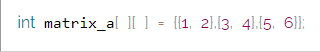 int matrix_a[ ][ ] = {{1, 2},{3, 4},{5, 6}};